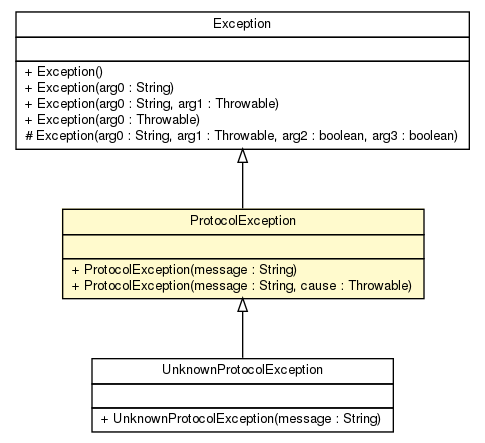 Exception
+ Exception()
+ Exception(arg0 : String)
+ Exception(arg0 : String, arg1 : Throwable)
+ Exception(arg0 : Throwable)
# Exception(arg0 : String, arg1 : Throwable, arg2 : boolean, arg3 : boolean)
ProtocolException
+ ProtocolException(message : String)
+ ProtocolException(message : String, cause : Throwable)
UnknownProtocolException
+ UnknownProtocolException(message : String)